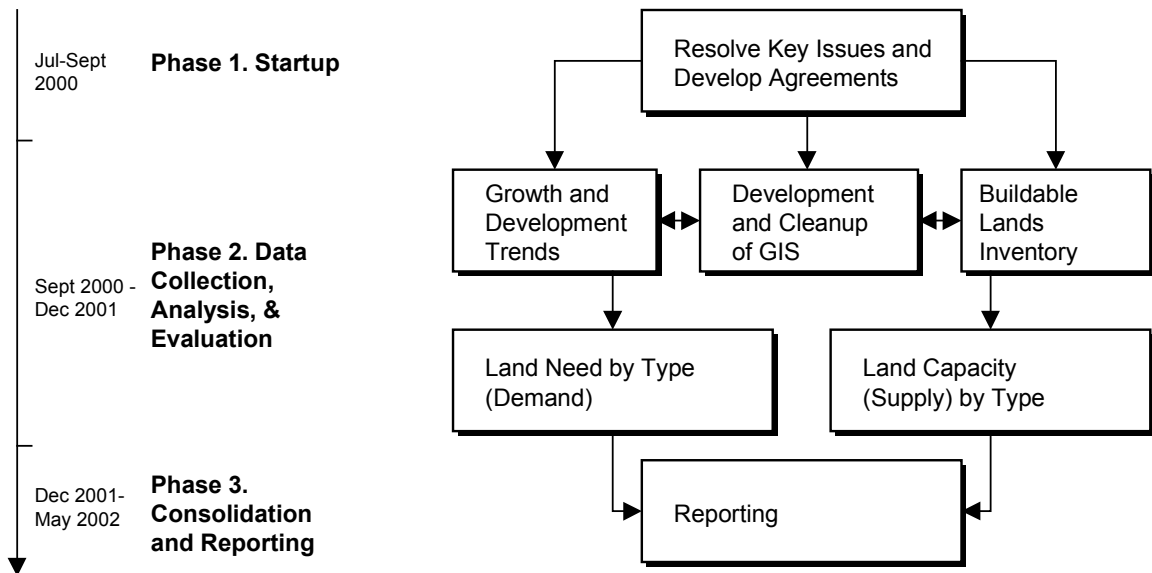 Jul-Sept
2000
Phase 1. Startup
Resolve Key Issues and
Develop Agreements
Sept 2000 -
Dec 2001
Phase 2. Data
Collection,
Analysis, &
Evaluation
Growth and
Development
Trends
Development
and Cleanup
of GIS
Buildable
Lands
Inventory
Land Need by Type
(Demand)
Land Capacity
(Supply) by Type
Dec 2001-
May 2002
Phase 3.
Consolidation
and Reporting
Reporting